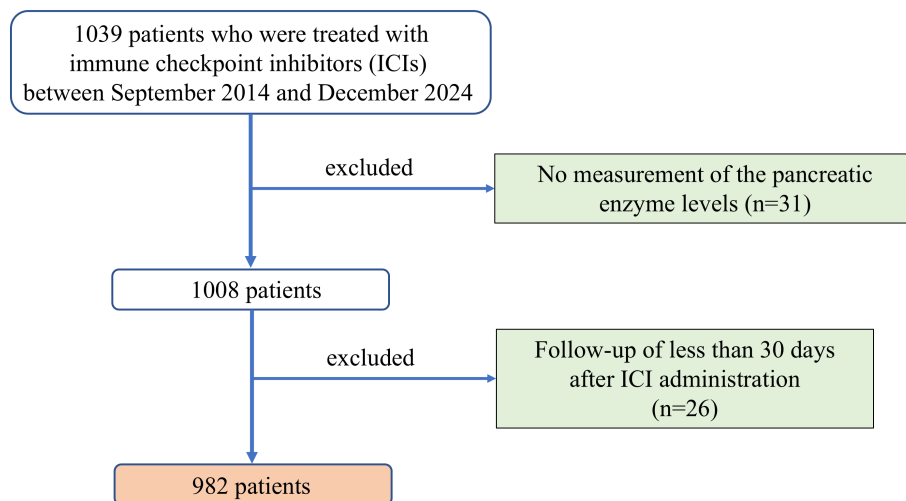 1039 patients who were treated with
immune checkpoint inhibitors (ICIs)
between September 2014 and December 2024
excluded
No measurement of the pancreatic
enzyme levels (n=31)
1008 patients
excluded
Follow-up of less than 30 days
after ICI administration
(n=26)
982 patients